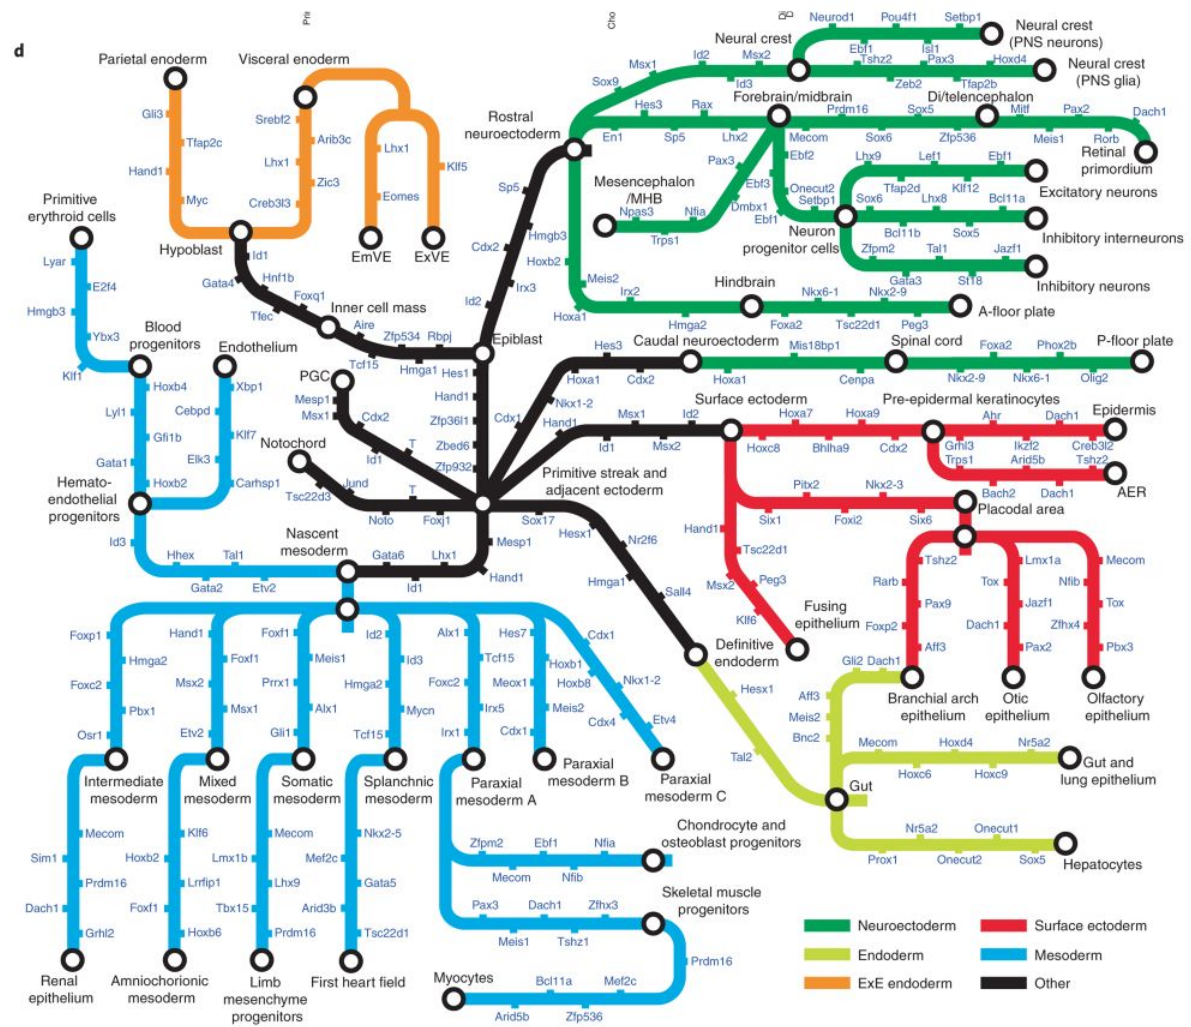 d
Prir
Cho
Di
D
Parietal enoderm
Visceral enoderm
Gli3
Tfap2c
Hand1
Myc
Srebf2
Arib3c
Lhx1
Zic3
Creb3l3
Lhx1
Klf5
Eomes
EmVE
ExVE
Hypoblast
Id1
Gata4
Hnf1b
Foxq1
Tfec
Inner cell mass
Aire
Zfp534
Rbpj
Tcf15
Hmga1
Epiblast
Primitive
erythroid cells
Lyar
E2f4
Hmgb3
Ybx3
Klf1
Blood
progenitors
Endothelium
Hoxb4
Lyl1
Gfi1b
Gata1
Hoxb2
Xbp1
Cebpd
Klf7
Elk3
Carhsp1
Hemato-
endothelial
progenitors
Id3
Hhex
Tal1
Gata2
Etv2
Nascent
mesoderm
Gata6
Lhx1
Id1
Mesp1
Hand1
PGC
Mesp1
Msx1
Cdx2
Id1
T
Notochord
Tsc22d3
Jund
Noto
T
Foxj1
Hes1
Hand1
Zfp36l1
Zbed6
Zfp932
Primitive streak and
adjacent ectoderm
Rostral
neuroectoderm
Sp5
Cdx2
Irx3
Id2
Neural crest
Sox9
Msx1
Id2
Msx2
Id3
Neurod1
Pou4f1
Setbp1
Ebf1
Isl1
Neural crest
(PNS neurons)
Tshz2
Pax3
Hoxd4
Zeb2
Tfap2b
Neural crest
(PNS glia)
Forebrain/midbrain
Hes3
Rax
En1
Sp5
Lhx2
Di/telencephalon
Prdm16
Sox5
Mecom
Sox6
Zfp536
Mitf
Pax2
Dach1
Meis1
Rorb
Retinal
primordium
Mesencephalon
/MHB
Pax3
Ebf3
Dmbx1
Npas3
Nfia
Trps1
Ebf2
Onecut2
Ebf1
Setbp1
Neuron
progenitor cells
Lhx9
Lef1
Ebf1
Tfap2d
Klf12
Excitatory neurons
Sox6
Lhx8
Bcl11a
Bcl11b
Sox5
Inhibitory interneurons
Zfpm2
Tal1
Jazf1
Gata3
St18
Inhibitory neurons
Hmgb3
Hoxb2
Meis2
Hoxa1
Irx2
Hmga2
Hindbrain
Nkx6-1
Nkx2-9
Foxa2
Tsc22d1
Peg3
A-floor plate
Cdx1
Nkx1-2
Hoxa1
Hes3
Cdx2
Caudal neuroectoderm
Mis18bp1
Hoxa1
Cenpa
Spinal cord
Foxa2
Phox2b
Nkx2-9
Nkx6-1
Olig2
P-floor plate
Hand1
Id1
Msx1
Msx2
Id2
Surface ectoderm
Hoxa7
Hoxa9
Hoxc8
Bhlha9
Cdx2
Pre-epidermal keratinocytes
Ahr
Dach1
Grhl3
Ikzf2
Creb3l2
Epidermis
Trps1
Arid5b
Tshz2
Bach2
Dach1
AER
Pitx2
Nkx2-3
Six1
Foxi2
Six6
Placodal area
Hand1
Tsc22d1
Msx2
Peg3
Klf6
Fusing
epithelium
Tshz2
Rarb
Pax9
Foxp2
Aff3
Branchial arch
epithelium
Lmx1a
Tox
Jazf1
Dach1
Pax2
Otic
epithelium
Mecom
Nfib
Tox
Zfhx4
Pbx3
Olfactory
epithelium
Sox17
Hesx1
Nr2f6
Hmga1
Sall4
Definitive
endoderm
Hesx1
Tal2
Gut
Gli2
Dach1
Aff3
Meis2
Bnc2
Mecom
Hoxd4
Nr5a2
Hoxc6
Hoxc9
Gut and
lung epithelium
Nr5a2
Onecut1
Prox1
Onecut2
Sox5
Hepatocytes
Foxp1
Hmga2
Foxc2
Pbx1
Osr1
Intermediate
mesoderm
Mecom
Sim1
Prdm16
Dach1
Grhl2
Renal
epithelium
Hand1
Foxf1
Msx2
Msx1
Etv2
Mixed
mesoderm
Klf6
Hoxb2
Lrrfip1
Foxf1
Hoxb6
Amniochorionic
mesoderm
Foxf1
Meis1
Prrx1
Alx1
Gli1
Somatic
mesoderm
Mecom
Lmx1b
Lhx9
Tbx15
Prdm16
Limb
mesenchyme
progenitors
Id2
Id3
Hmga2
Mycn
Tcf15
Splanchnic
mesoderm
Nkx2-5
Mef2c
Gata5
Arid3b
Tsc22d1
First heart field
Alx1
Tcf15
Foxc2
Irx5
Irx1
Paraxial
mesoderm A
Hes7
Hoxb1
Meox1
Meis2
Cdx1
Paraxial
mesoderm B
Cdx1
Hoxb8
Nkx1-2
Cdx4
Etv4
Paraxial
mesoderm C
Zfpm2
Ebf1
Nfia
Mecom
Nfib
Chondrocyte and
osteoblast progenitors
Pax3
Dach1
Zfhx3
Meis1
Tshz1
Skeletal muscle
progenitors
Prdm16
Myocytes
Bcl11a
Mef2c
Arid5b
Zfp536
Neuroectoderm
Surface ectoderm
Endoderm
Mesoderm
ExE endoderm
Other